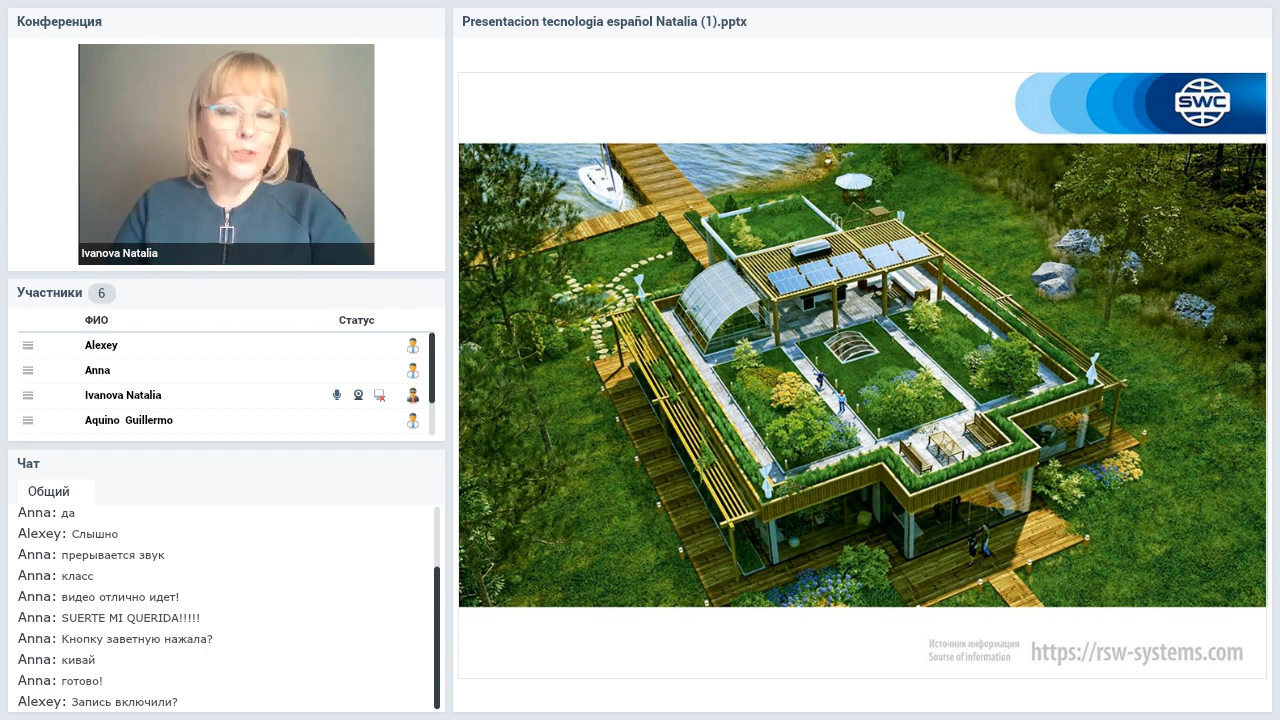 Конференция
Ivanova Natalia
Участники 6
ФИО Статус
Alexey
Anna
Ivanova Natalia
Aquino Guillermo
Чат
Общий
Anna: да
Alexey: Слышно
Anna: прерывается звук
Anna: класс
Anna: видео отлично идет!
Anna: SUERTE MI QUERIDA!!!!!
Anna: Кнопку заветную нажала?
Anna: кивай
Anna: готово!
Alexey: Запись включили?
Presentacion tecnologia español Natalia (1).pptx
SWC
Источник информации
Sourse of information
https://rsw-systems.com